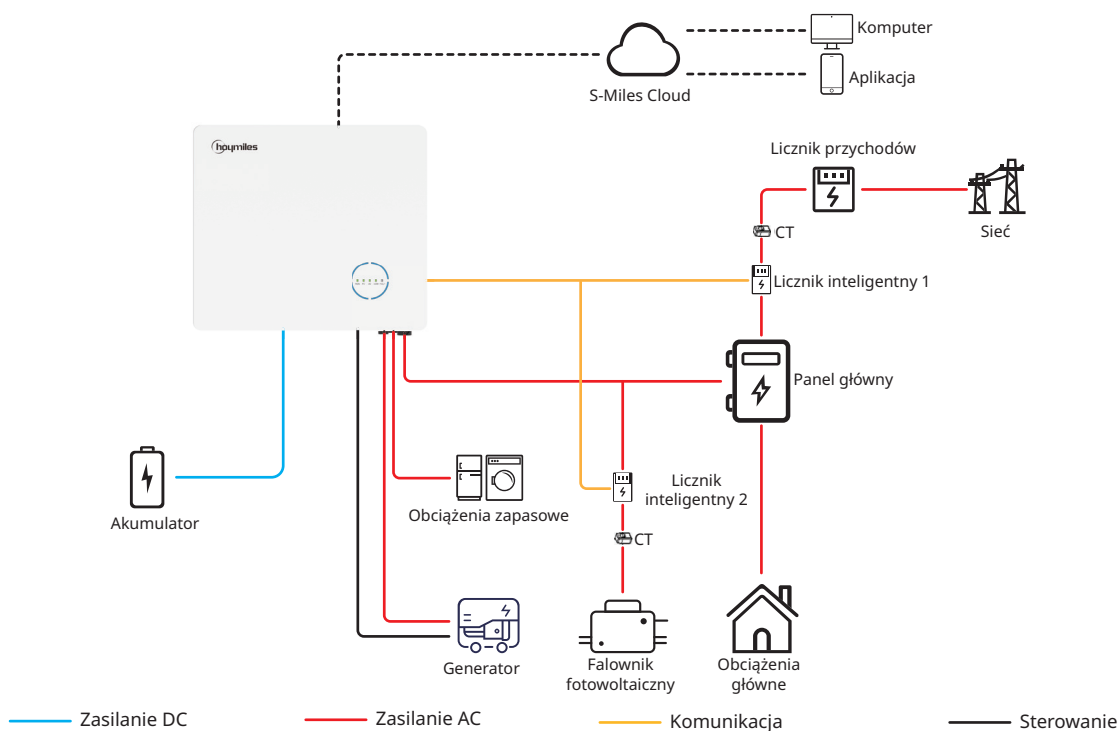 Komputer
Aplikacja
S-Miles Cloud
hoymiles
Licznik przychodów
Sieć
CT
Licznik inteligentny 1
Panel główny
Akumulator
Obciążenia zapasowe
Licznik
inteligentny 2
CT
Generator
Falownik
fotowoltaiczny
Obciążenia
główne
Zasilanie DC
Zasilanie AC
Komunikacja
Sterowanie